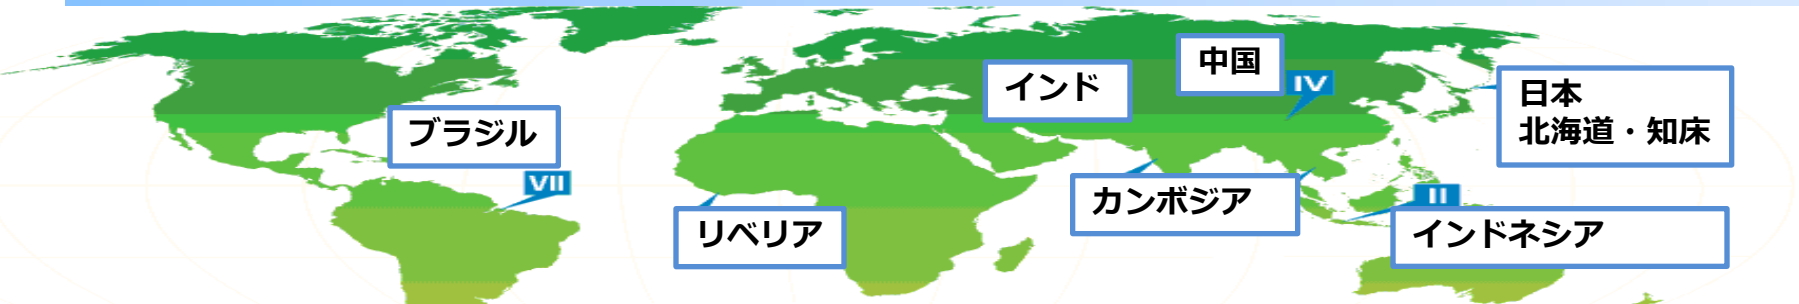 中国
IV
インド
日本
北海道・知床
ブラジル
VII
カンボジア
II
リベリア
インドネシア